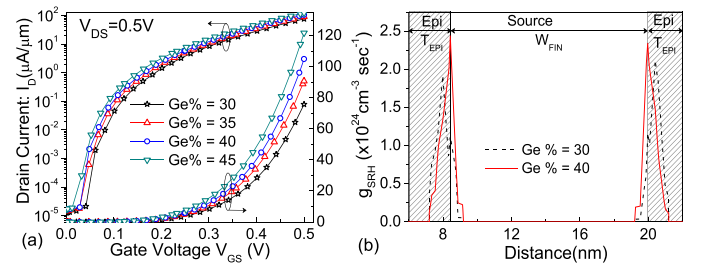 V_DS=0.5V
Drain Current: I_D(μA/μm)
10^2
10^1
10^0
10^-1
10^-2
10^-3
10^-4
10^-5
120
100
80
60
40
20
0
Ge% = 30
Ge% = 35
Ge% = 40
Ge% = 45
0.0 0.1 0.2 0.3 0.4 0.5
(a) Gate Voltage V_GS (V)
Epi Source Epi
T_EPI W_FIN T_EPI
g_SRH (x10^24 cm^-3 sec^-1)
2.5
2.0
1.5
1.0
0.5
0.0
Ge % = 30
Ge % = 40
8 12 16 20
(b) Distance(nm)